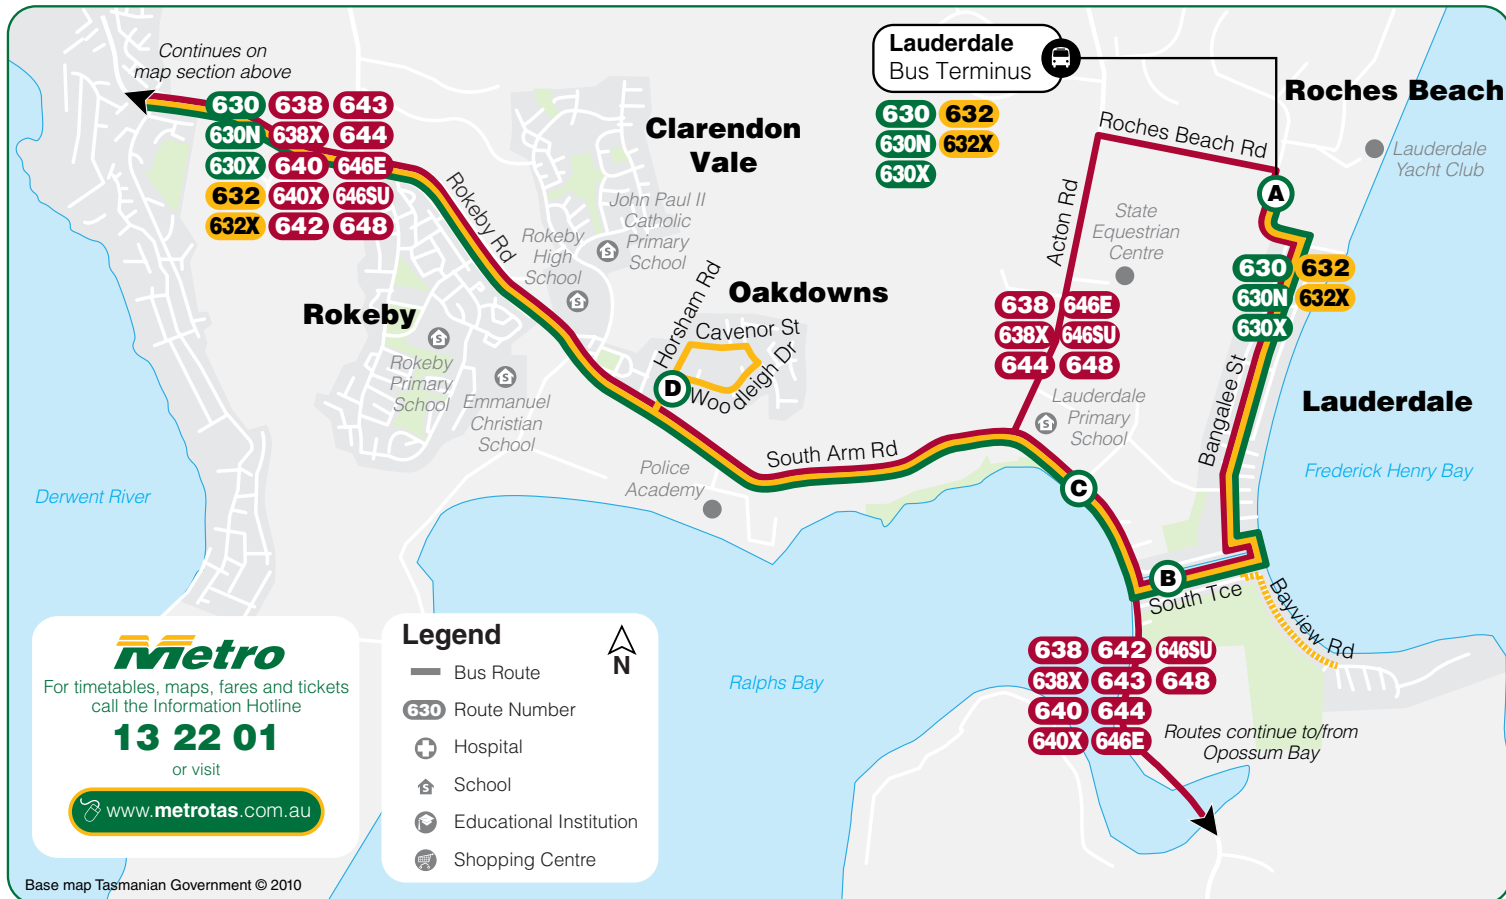 Continues on
map section above
630 638 643
630N 638X 644
630X 640 646E
632 640X 646SU
632X 642 648
Lauderdale
Bus Terminus
630 632
630N 632X
630X
Roches Beach
Roches Beach Rd
Lauderdale
Yacht Club
A
Clarendon
Vale
Rokeby Rd
John Paul II
Catholic
Primary
School
Rokeby
High
School
Acton Rd
State
Equestrian
Centre
630 632
630N 632X
630X
Rokeby
Oakdowns
Horsham Rd
Cavenor St
Woodleigh Dr
D
638 646E
638X 646SU
644 648
Rokeby
Primary
School
Emmanuel
Christian
School
Lauderdale
Primary
School
Bangalee St
Lauderdale
South Arm Rd
Police
Academy
C
Frederick Henry Bay
Derwent River
B
South Tce
Bayview Rd
638 642 646SU
638X 643 648
640 644
640X 646E
Routes continue to/from
Opossum Bay
Ralphs Bay
Metro
For timetables, maps, fares and tickets
call the Information Hotline
13 22 01
or visit
www.metrotas.com.au
Legend
N
Bus Route
630 Route Number
Hospital
School
Educational Institution
Shopping Centre
Base map Tasmanian Government © 2010